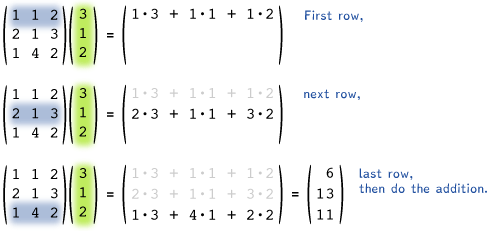 1 1 2 3 1·3 + 1·1 + 1·2 First row,
2 1 3 1 =
1 4 2 2
1 1 2 3 1·3 + 1·1 + 1·2 next row,
2 1 3 1 = 2·3 + 1·1 + 3·2
1 4 2 2
1 1 2 3 1·3 + 1·1 + 1·2 6 last row,
2 1 3 1 = 2·3 + 1·1 + 3·2 = 13 then do the addition.
1 4 2 2 1·3 + 4·1 + 2·2 11